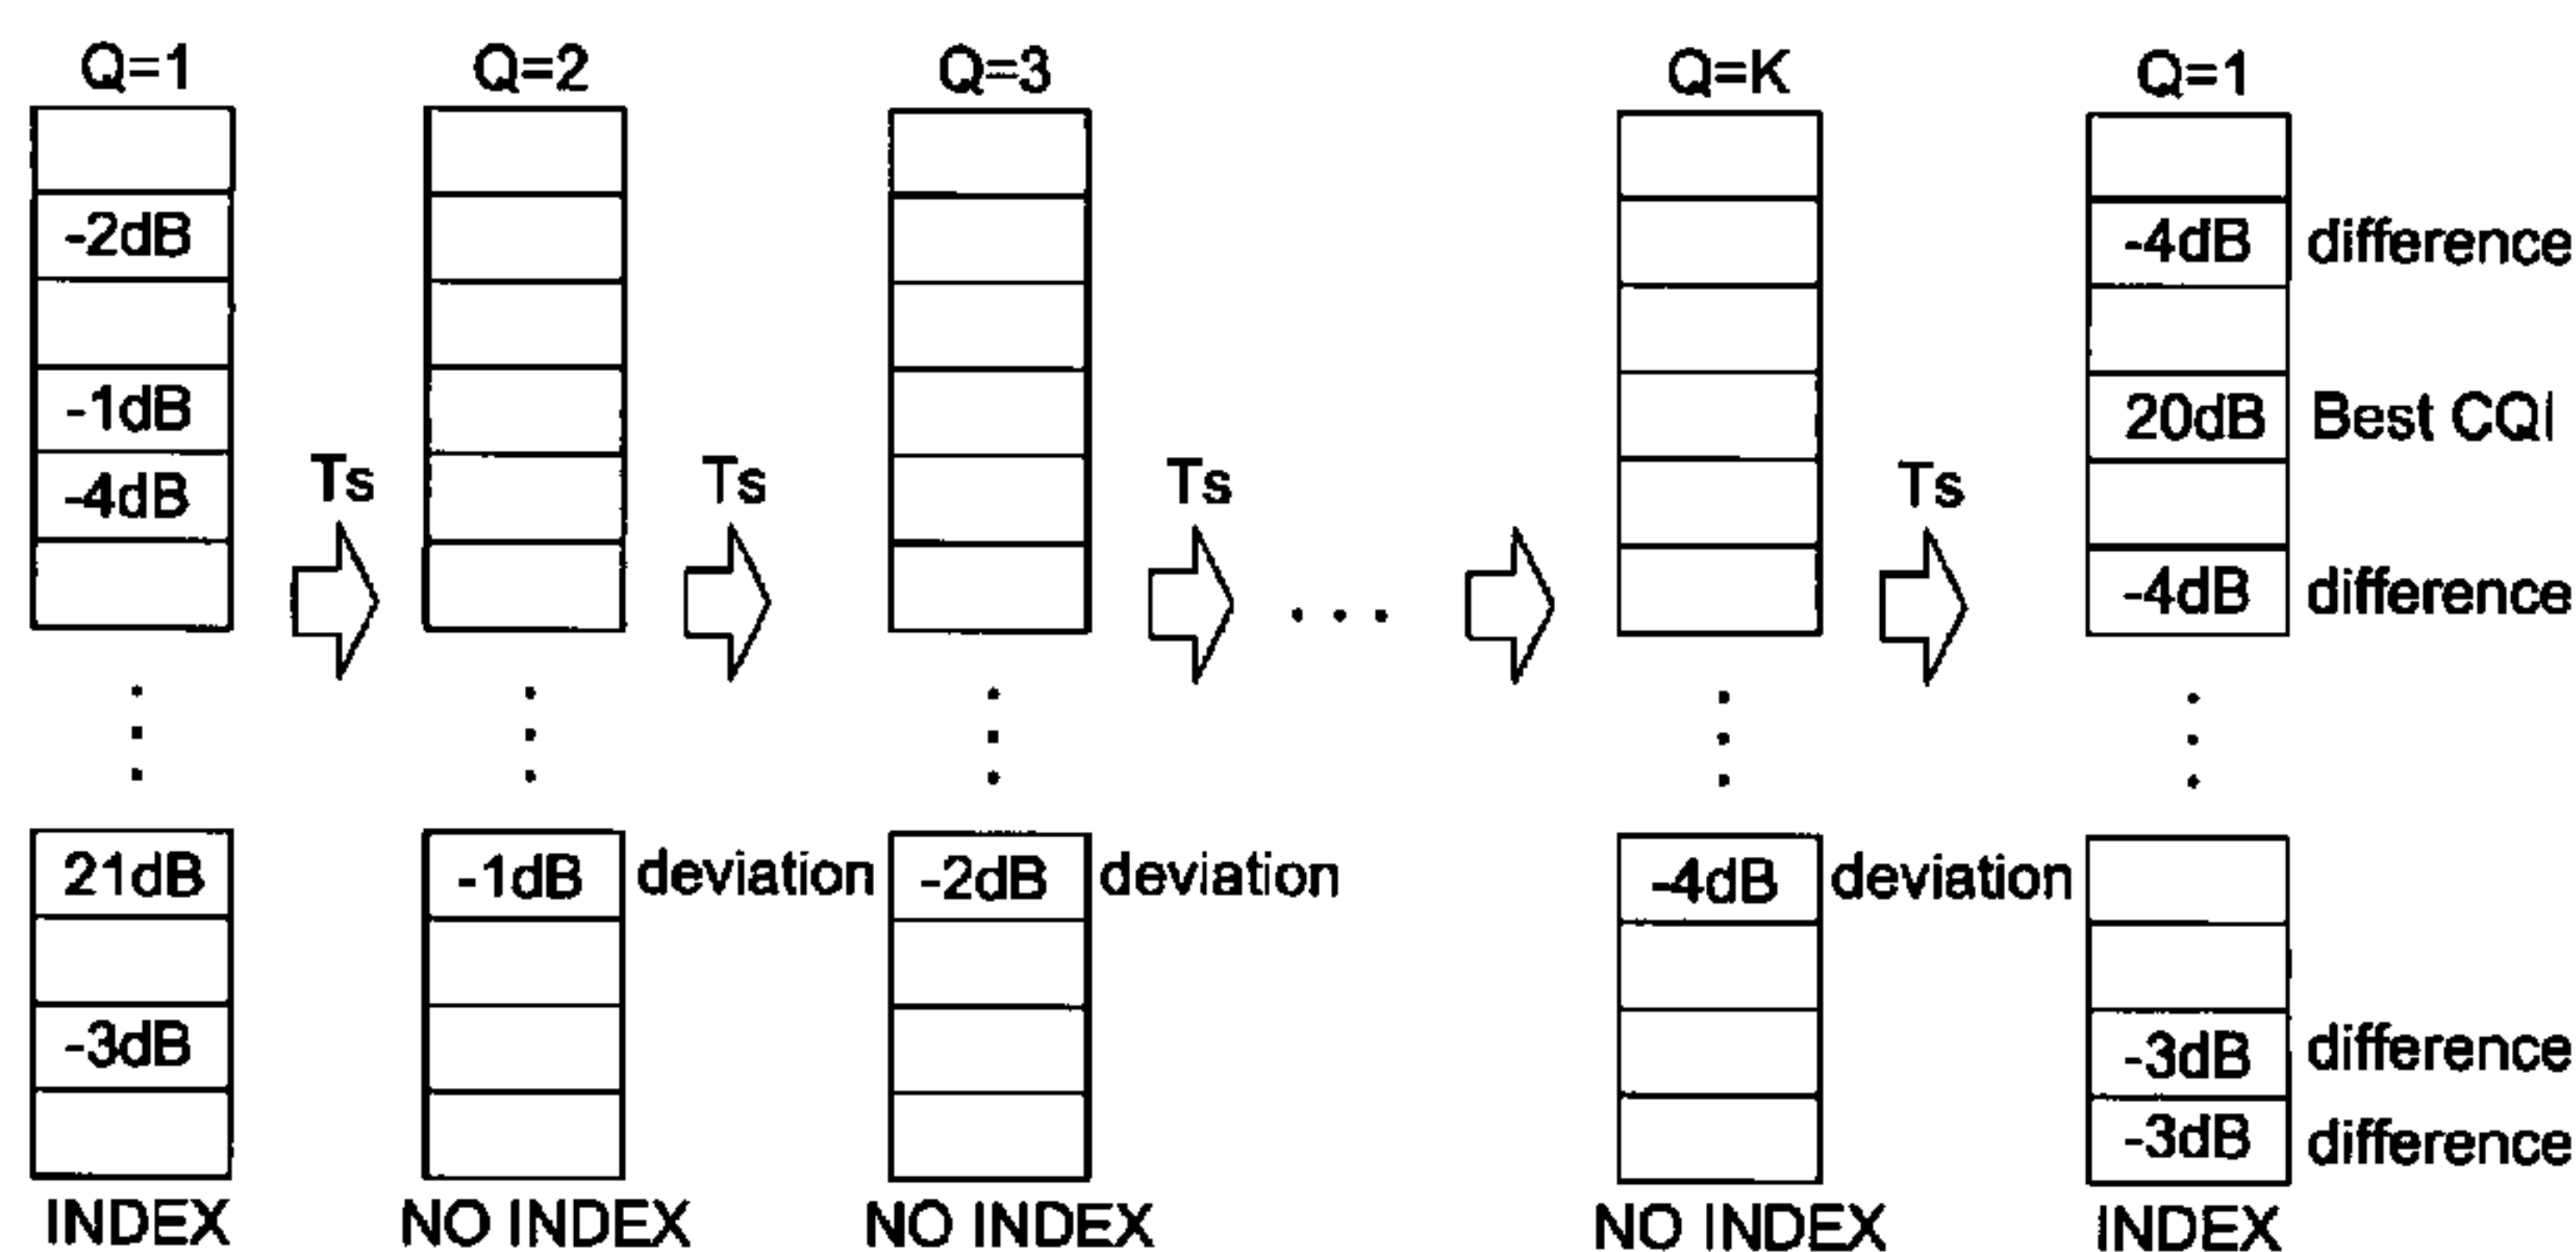 Q=1 Q=2 Q=3 Q=K Q=1
-2dB -4dB difference
-1dB 20dB Best CQI
-4dB Ts Ts Ts Ts
-4dB difference
...
21dB -1dB deviation -2dB deviation -4dB deviation
-3dB -3dB difference
-3dB difference
INDEX NO INDEX NO INDEX NO INDEX INDEX